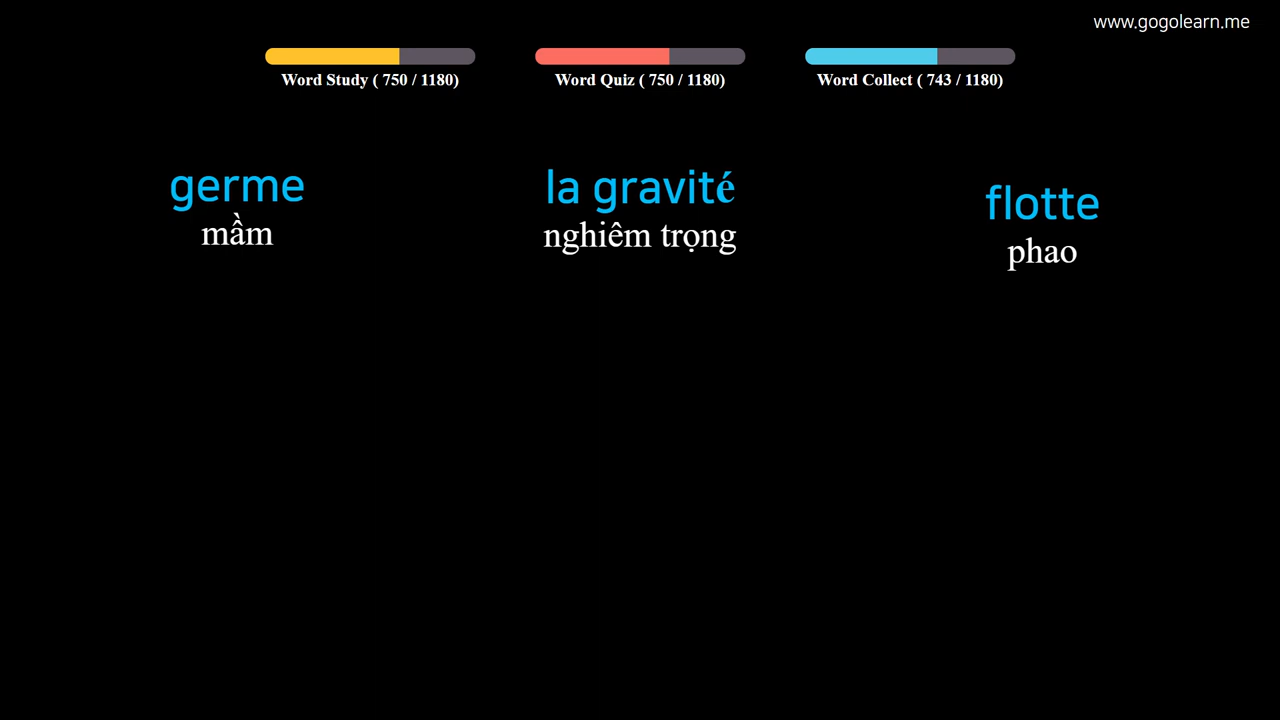 www.gogolearn.me
Word Study ( 750 / 1180)
Word Quiz ( 750 / 1180)
Word Collect ( 743 / 1180)
germe
mầm
la gravité
nghiêm trọng
flotte
phao